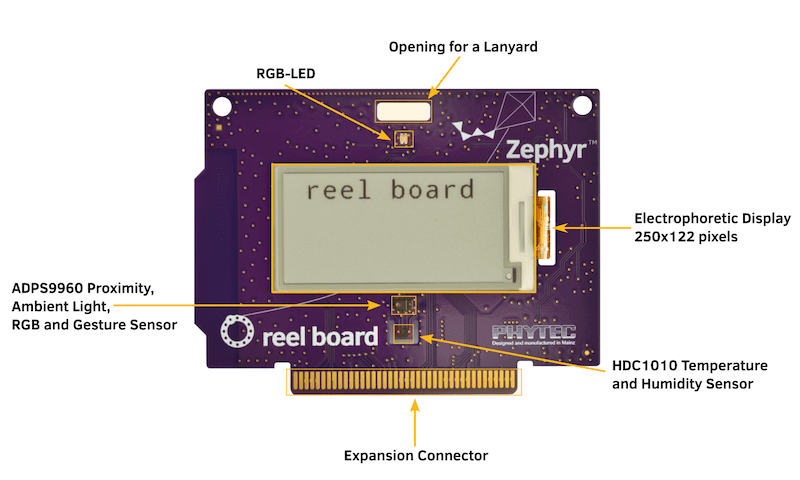 Opening for a Lanyard
RGB-LED
Zephyr™
reel board
Electrophoretic Display
250x122 pixels
ADPS9960 Proximity,
Ambient Light,
RGB and Gesture Sensor
reel board
PHYTEC
Designed and manufactured in Mainz
HDC1010 Temperature
and Humidity Sensor
Expansion Connector